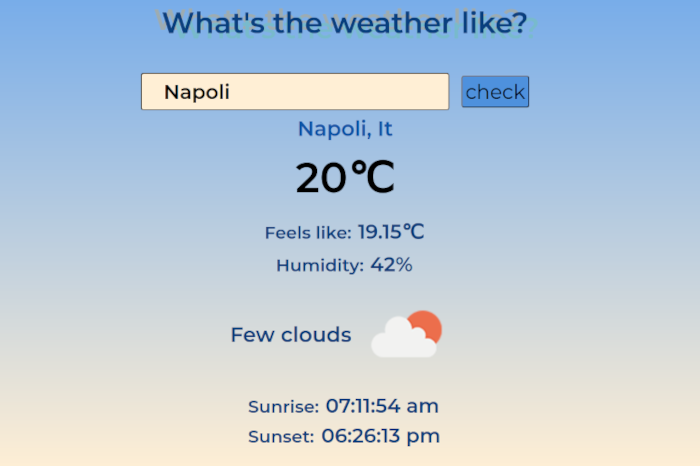 What's the weather like?
Napoli
check
Napoli, It
20°C
Feels like: 19.15°C
Humidity: 42%
Few clouds
Sunrise: 07:11:54 am
Sunset: 06:26:13 pm